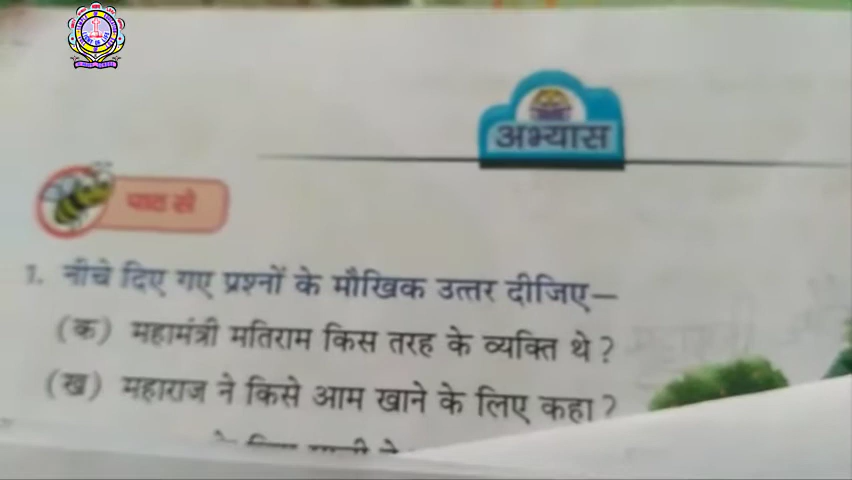 अभ्यास
पाठ से
1. नीचे दिए गए प्रश्नों के मौखिक उत्तर दीजिए—
(क) महामंत्री मतिराम किस तरह के व्यक्ति थे?
(ख) महाराज ने किसे आम खाने के लिए कहा?